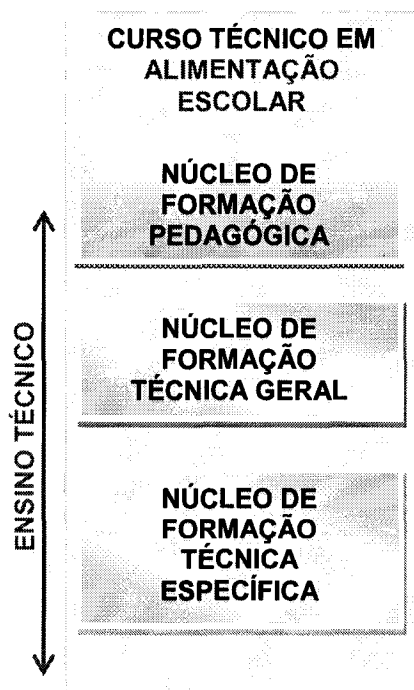 CURSO TÉCNICO EM
ALIMENTAÇÃO
ESCOLAR
NÚCLEO DE
FORMAÇÃO
PEDAGÓGICA
NÚCLEO DE
FORMAÇÃO
TÉCNICA GERAL
NÚCLEO DE
FORMAÇÃO
TÉCNICA
ESPECÍFICA
ENSINO TÉCNICO